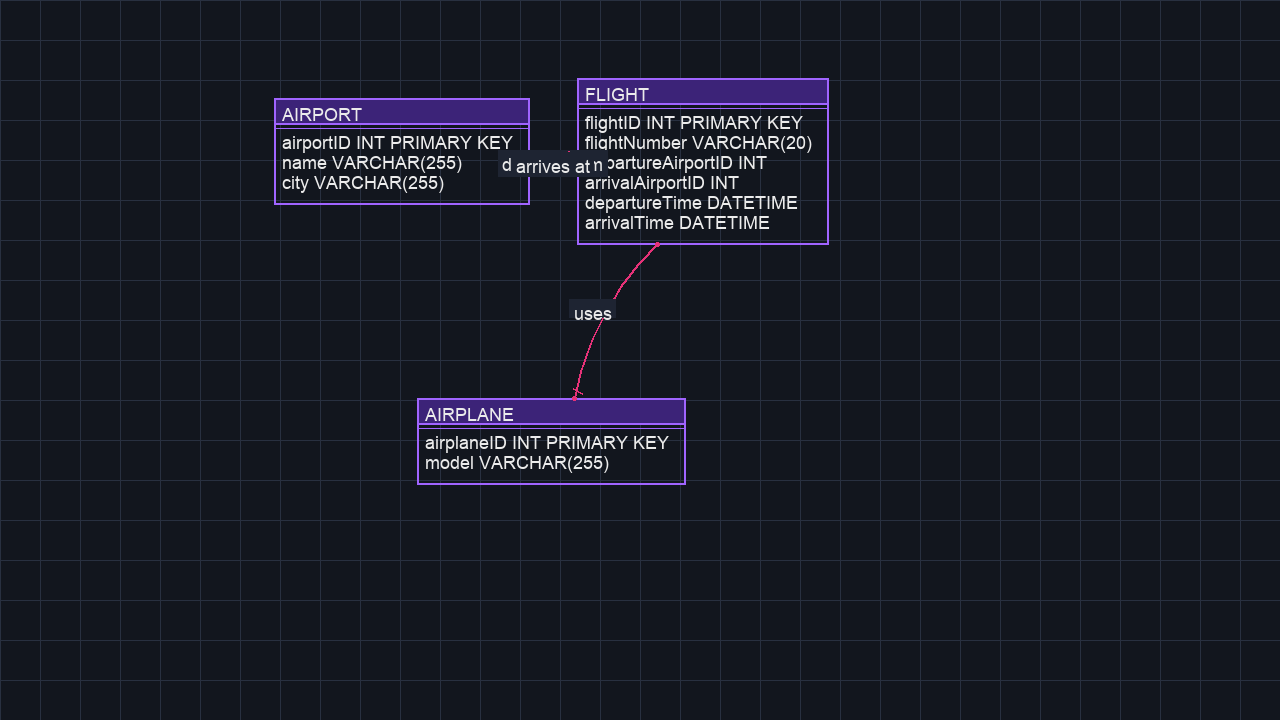 AIRPORT
airportID INT PRIMARY KEY
name VARCHAR(255)
city VARCHAR(255)
arrives at
FLIGHT
flightID INT PRIMARY KEY
flightNumber VARCHAR(20)
partureAirportID INT
arrivalAirportID INT
departureTime DATETIME
arrivalTime DATETIME
uses
AIRPLANE
airplaneID INT PRIMARY KEY
model VARCHAR(255)